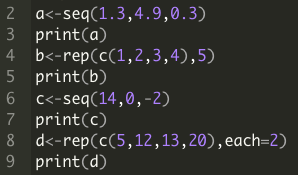 2 a<-seq(1.3,4.9,0.3)
3 print(a)
4 b<-rep(c(1,2,3,4),5)
5 print(b)
6 c<-seq(14,0,-2)
7 print(c)
8 d<-rep(c(5,12,13,20),each=2)
9 print(d)